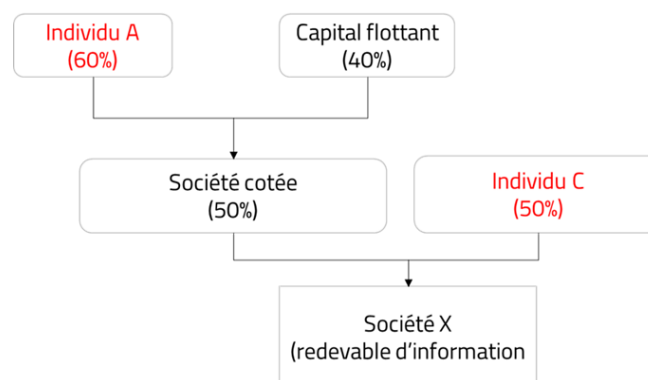 Individu A
(60%)
Capital flottant
(40%)
Société cotée
(50%)
Individu C
(50%)
Société X
(redevable d’information